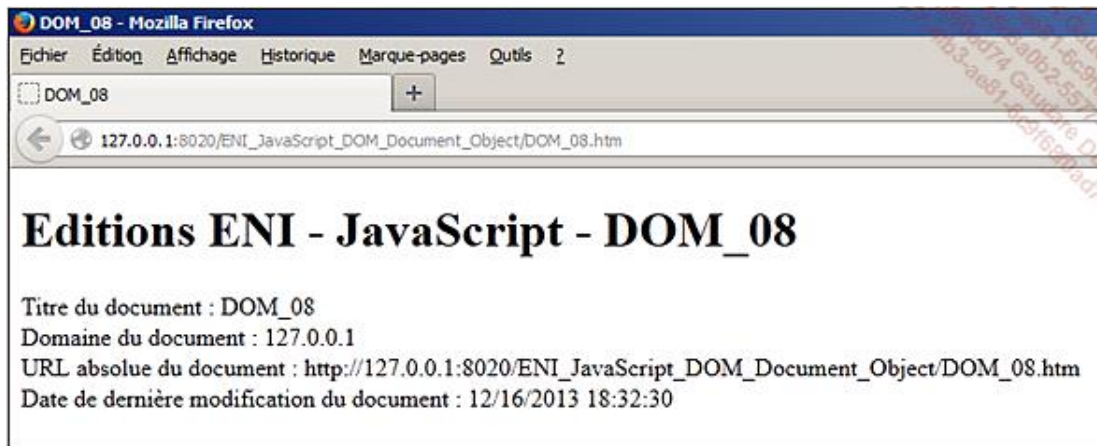 DOM_08 - Mozilla Firefox
Fichier Édition Affichage Historique Marque-pages Outils ?
DOM_08 +
127.0.0.1:8020/ENI_JavaScript_DOM_Document_Object/DOM_08.htm
Editions ENI - JavaScript - DOM_08
Titre du document : DOM_08
Domaine du document : 127.0.0.1
URL absolue du document : http://127.0.0.1:8020/ENI_JavaScript_DOM_Document_Object/DOM_08.htm
Date de dernière modification du document : 12/16/2013 18:32:30